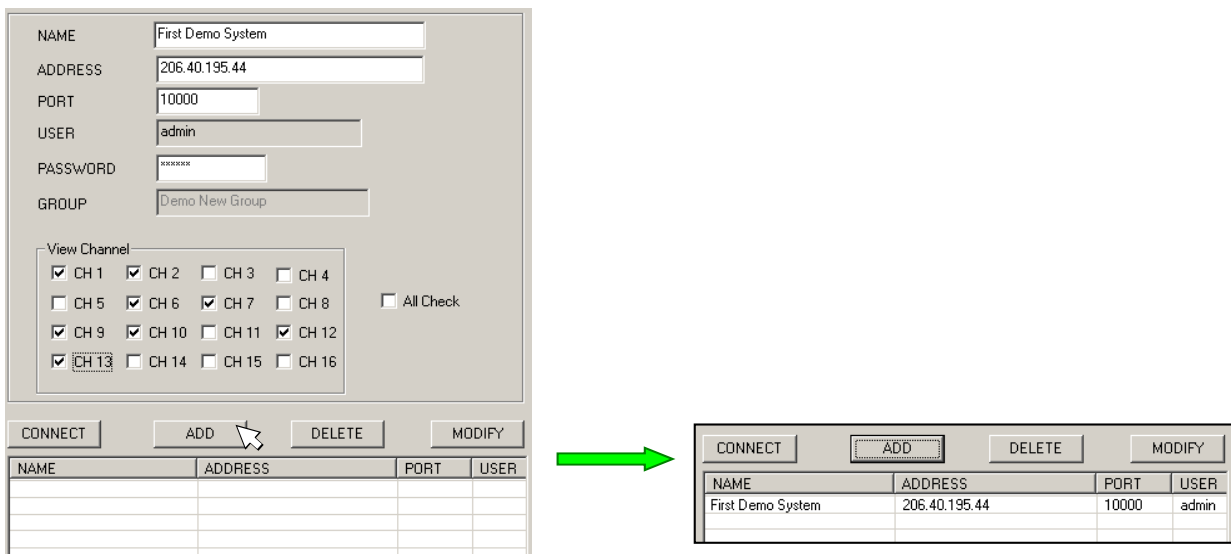 NAME First Demo System
ADDRESS 206.40.195.44
PORT 10000
USER admin
PASSWORD ××××××
GROUP Demo New Group
View Channel
CH 1 CH 2 CH 3 CH 4
CH 5 CH 6 CH 7 CH 8 All Check
CH 9 CH 10 CH 11 CH 12
CH 13 CH 14 CH 15 CH 16
CONNECT ADD DELETE MODIFY
NAME ADDRESS PORT USER
CONNECT ADD DELETE MODIFY
NAME ADDRESS PORT USER
First Demo System 206.40.195.44 10000 admin